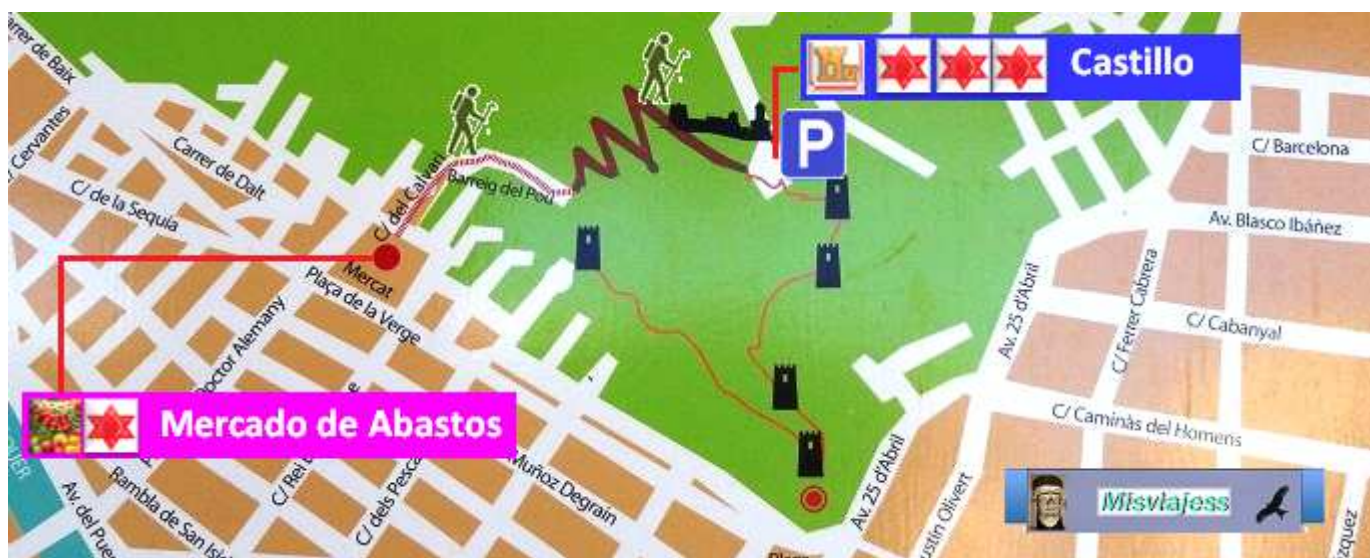 Castillo
P
Carrer de Baix
Cervantes
Carrer de Dalt
C/ de la Sequia
C/ del Calvari
Barreig del Pou
C/ Barcelona
Av. Blasco Ibáñez
Av. 25 d'Abril
C/ Ferrer Cabrera
C/ Cabanyal
Mercat
Plaça de la Verge
Doctor Alemany
Mercado de Abastos
C/ Caminàs del Homens
Muñoz Degrain
C/ Rei
C/ dels Pesca
Rambla de San Isi
Av. del Puer
Av. 25 d'Abril
ustin Olivert
Misviajess